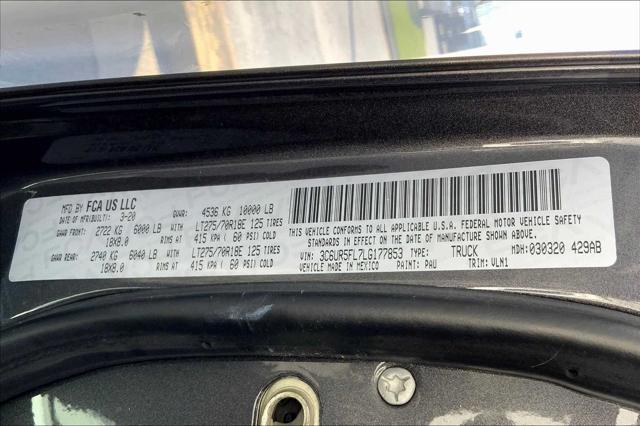 MFD BY FCA US LLC
DATE OF MFR(BUILT): 3-20 GVWR: 4536 KG 10000 LB
GAWR FRONT: 2722 KG 6000 LB WITH LT275/70R18E 125 TIRES
18X8.0 RIMS AT 415 KPA ( 60 PSI) COLD
GAWR REAR: 2740 KG 6040 LB WITH LT275/70R18E 125 TIRES
18X8.0 RIMS AT 415 KPA ( 60 PSI) COLD
THIS VEHICLE CONFORMS TO ALL APPLICABLE U.S.A. FEDERAL MOTOR VEHICLE SAFETY
STANDARDS IN EFFECT ON THE DATE OF MANUFACTURE SHOWN ABOVE.
VIN: 3C6UR5FL7LG177853 TYPE: TRUCK MDH: 030320 429AB
VEHICLE MADE IN MEXICO PAINT: PAU TRIM: VLN1